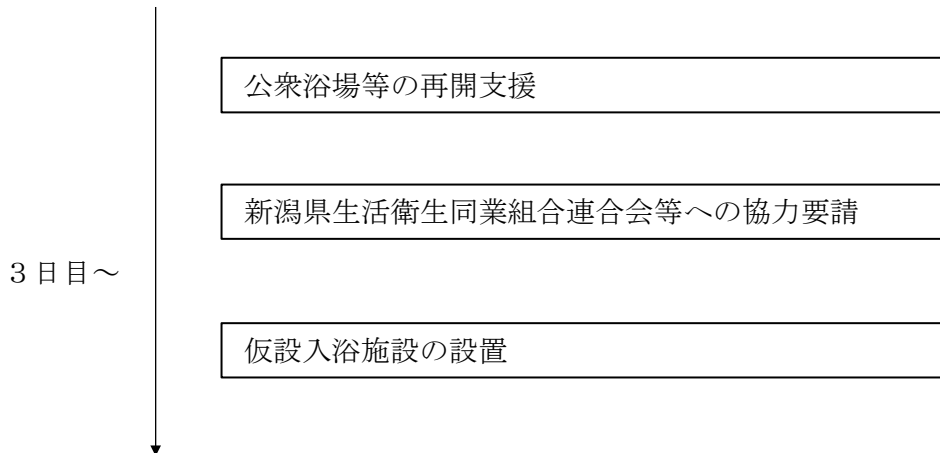 公衆浴場等の再開支援
新潟県生活衛生同業組合連合会等への協力要請
３日目～
仮設入浴施設の設置